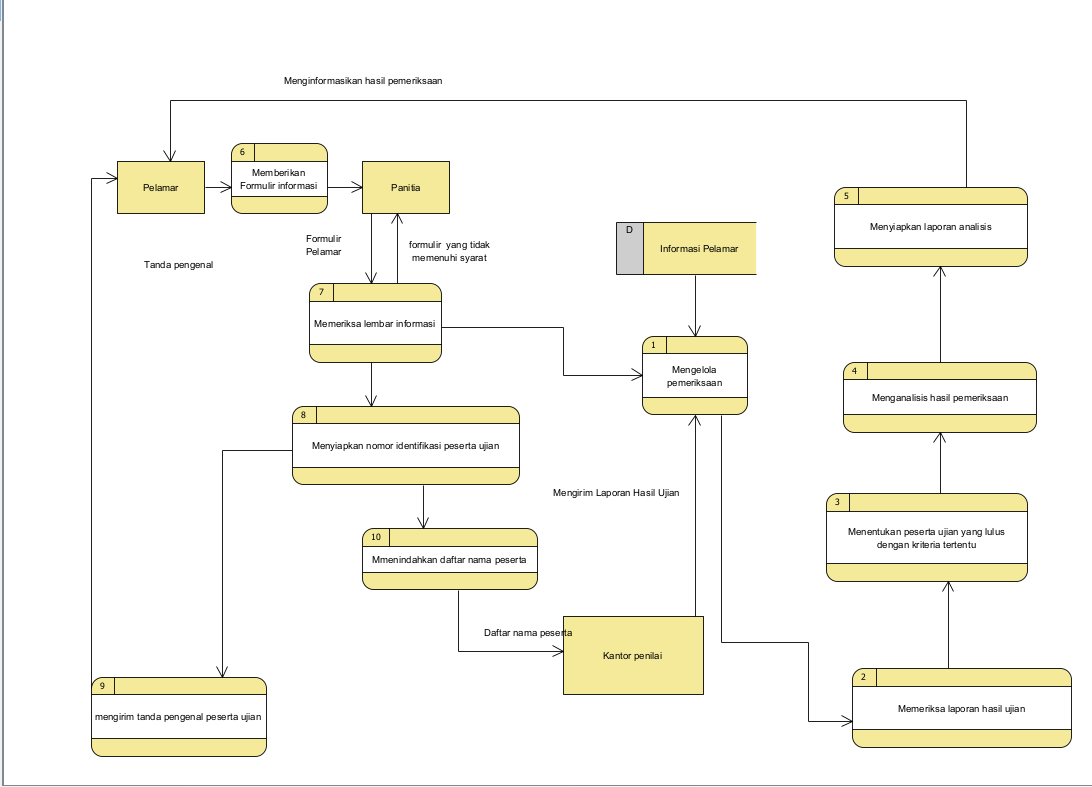 Menginformasikan hasil pemeriksaan
6
Memberikan
Formulir informasi
Pelamar
Panitia
5
Menyiapkan laporan analisis
D
Informasi Pelamar
Formulir
Pelamar
formulir yang tidak
memenuhi syarat
Tanda pengenal
7
Memeriksa lembar informasi
1
Mengelola
pemeriksaan
4
Menganalisis hasil pemeriksaan
8
Menyiapkan nomor identifikasi peserta ujian
Mengirim Laporan Hasil Ujian
3
Menentukan peserta ujian yang lulus
dengan kriteria tertentu
10
Mmenindahkan daftar nama peserta
Daftar nama peserta
Kantor penilai
9
mengirim tanda pengenal peserta ujian
2
Memeriksa laporan hasil ujian